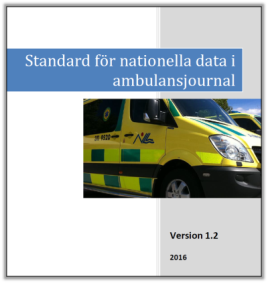 Standard för nationella data i
ambulansjournal
Version 1.2
2016